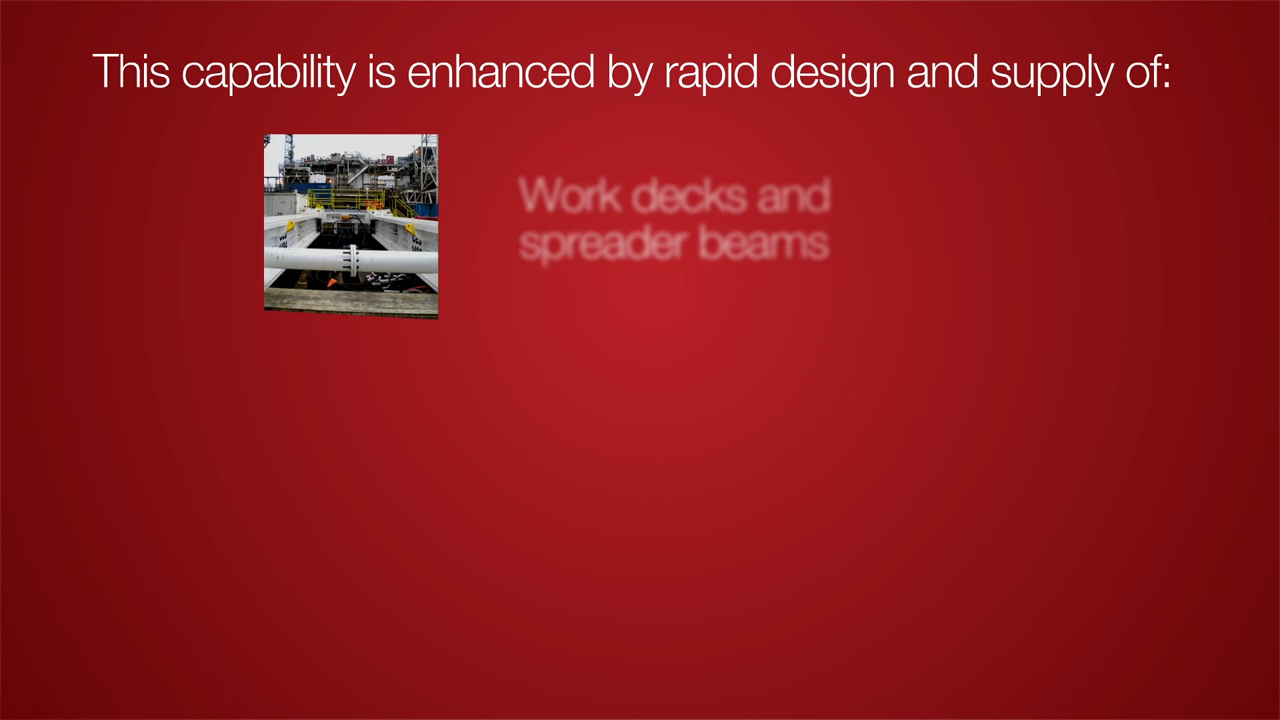 This capability is enhanced by rapid design and supply of:
Work decks and
spreader beams